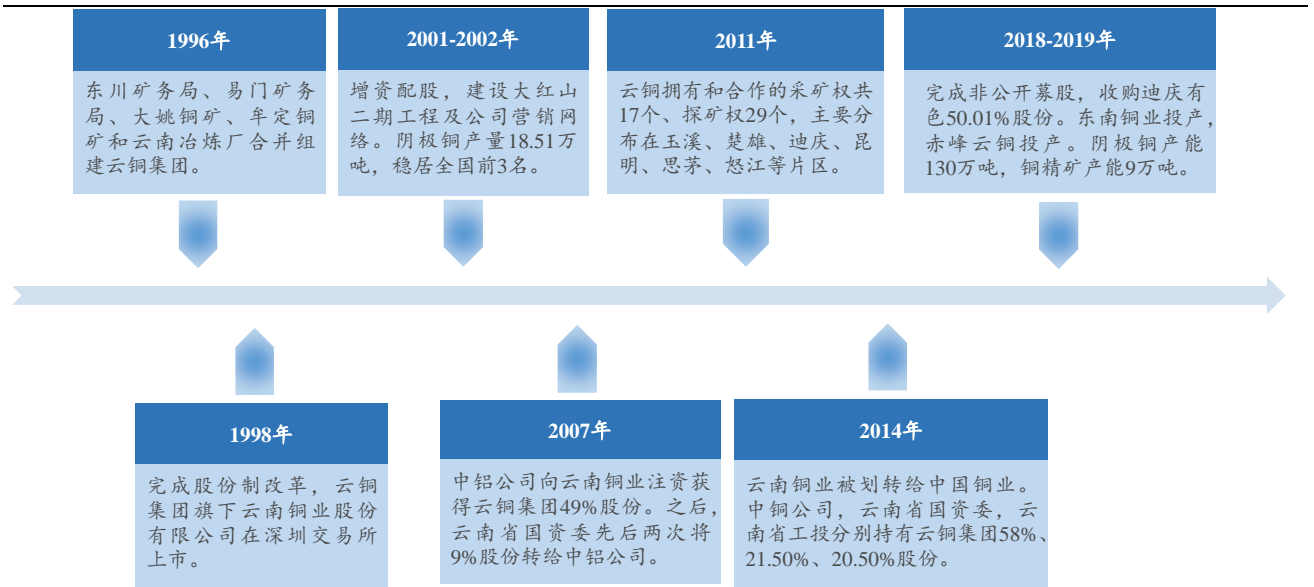 1996年
东川矿务局、易门矿务
局、大姚铜矿、牟定铜
矿和云南冶炼厂合并组
建云铜集团。
2001-2002年
增资配股，建设大红山
二期工程及公司营销网
络。阴极铜产量18.51万
吨，稳居全国前3名。
2011年
云铜拥有和合作的采矿权共
17个、探矿权29个，主要分
布在玉溪、楚雄、迪庆、昆
明、思茅、怒江等片区。
2018-2019年
完成非公开募股，收购迪庆有
色50.01%股份。东南铜业投产，
赤峰云铜投产。阴极铜产能
130万吨，铜精矿产能9万吨。
1998年
完成股份制改革，云铜
集团旗下云南铜业股份
有限公司在深圳交易所
上市。
2007年
中铝公司向云南铜业注资获
得云铜集团49%股份。之后，
云南省国资委先后两次将
9%股份转给中铝公司。
2014年
云南铜业被划转给中国铜业。
中铜公司，云南省国资委，云
南省工投分别持有云铜集团58%、
21.50%、20.50%股份。